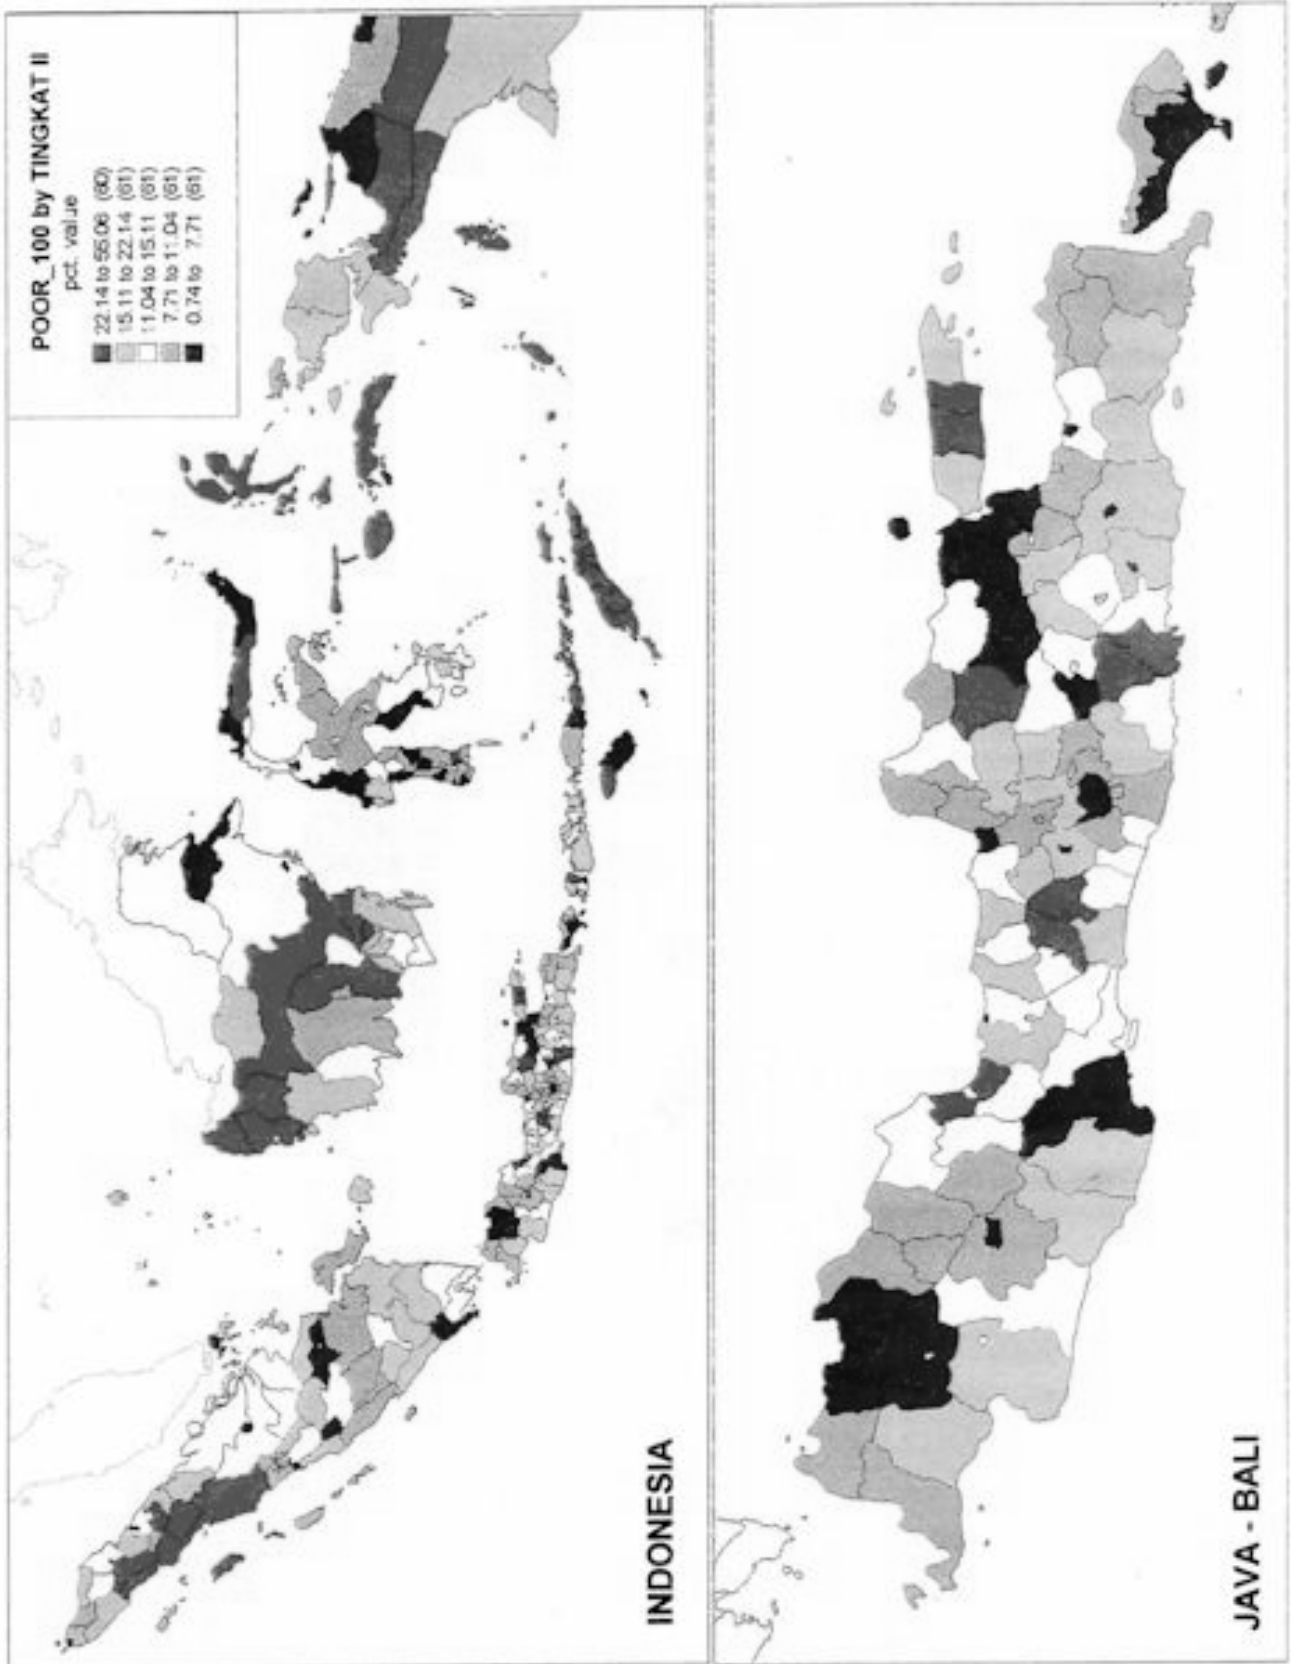 POOR_100 by TINGKAT II
pct. value
22.14 to 55.06 (60)
15.11 to 22.14 (61)
11.04 to 15.11 (61)
7.71 to 11.04 (61)
0.74 to 7.71 (61)
INDONESIA
JAVA - BALI